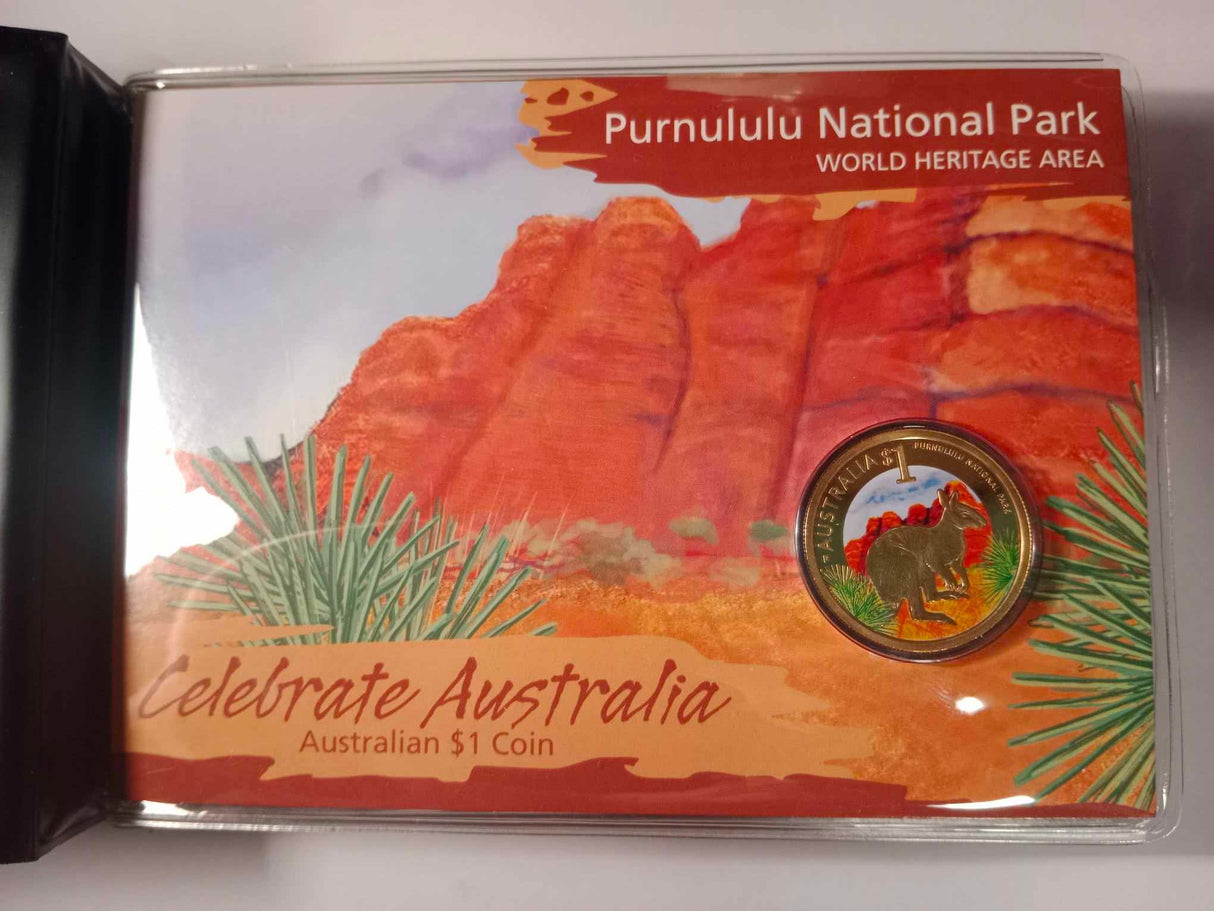 Purnululu National Park
WORLD HERITAGE AREA
AUSTRALIA $1
PURNULULU NATIONAL PARK
P
Celebrate Australia
Australian $1 Coin